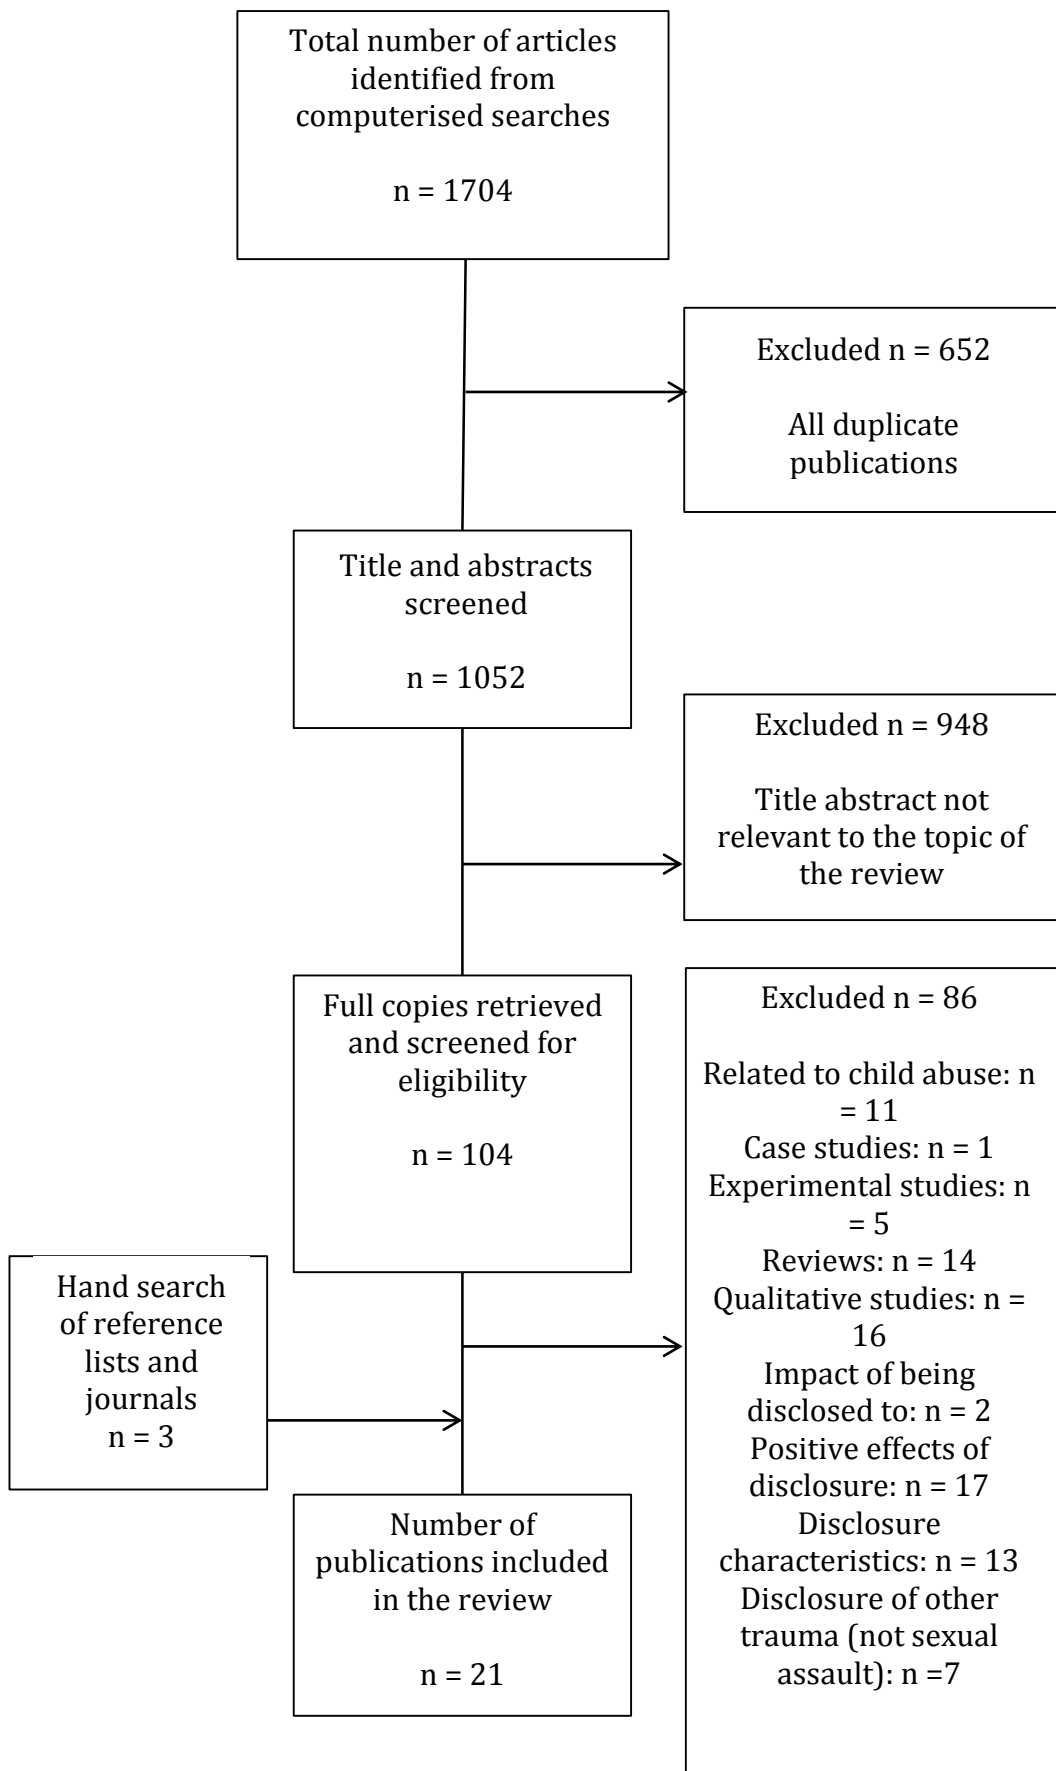 Total number of articles
identified from
computerised searches
n = 1704
Excluded n = 652
All duplicate
publications
Title and abstracts
screened
n = 1052
Excluded n = 948
Title abstract not
relevant to the topic of
the review
Full copies retrieved
and screened for
eligibility
n = 104
Excluded n = 86
Related to child abuse: n
= 11
Case studies: n = 1
Experimental studies: n
= 5
Reviews: n = 14
Qualitative studies: n =
16
Impact of being
disclosed to: n = 2
Positive effects of
disclosure: n = 17
Disclosure
characteristics: n = 13
Disclosure of other
trauma (not sexual
assault): n =7
Hand search
of reference
lists and
journals
n = 3
Number of
publications included
in the review
n = 21